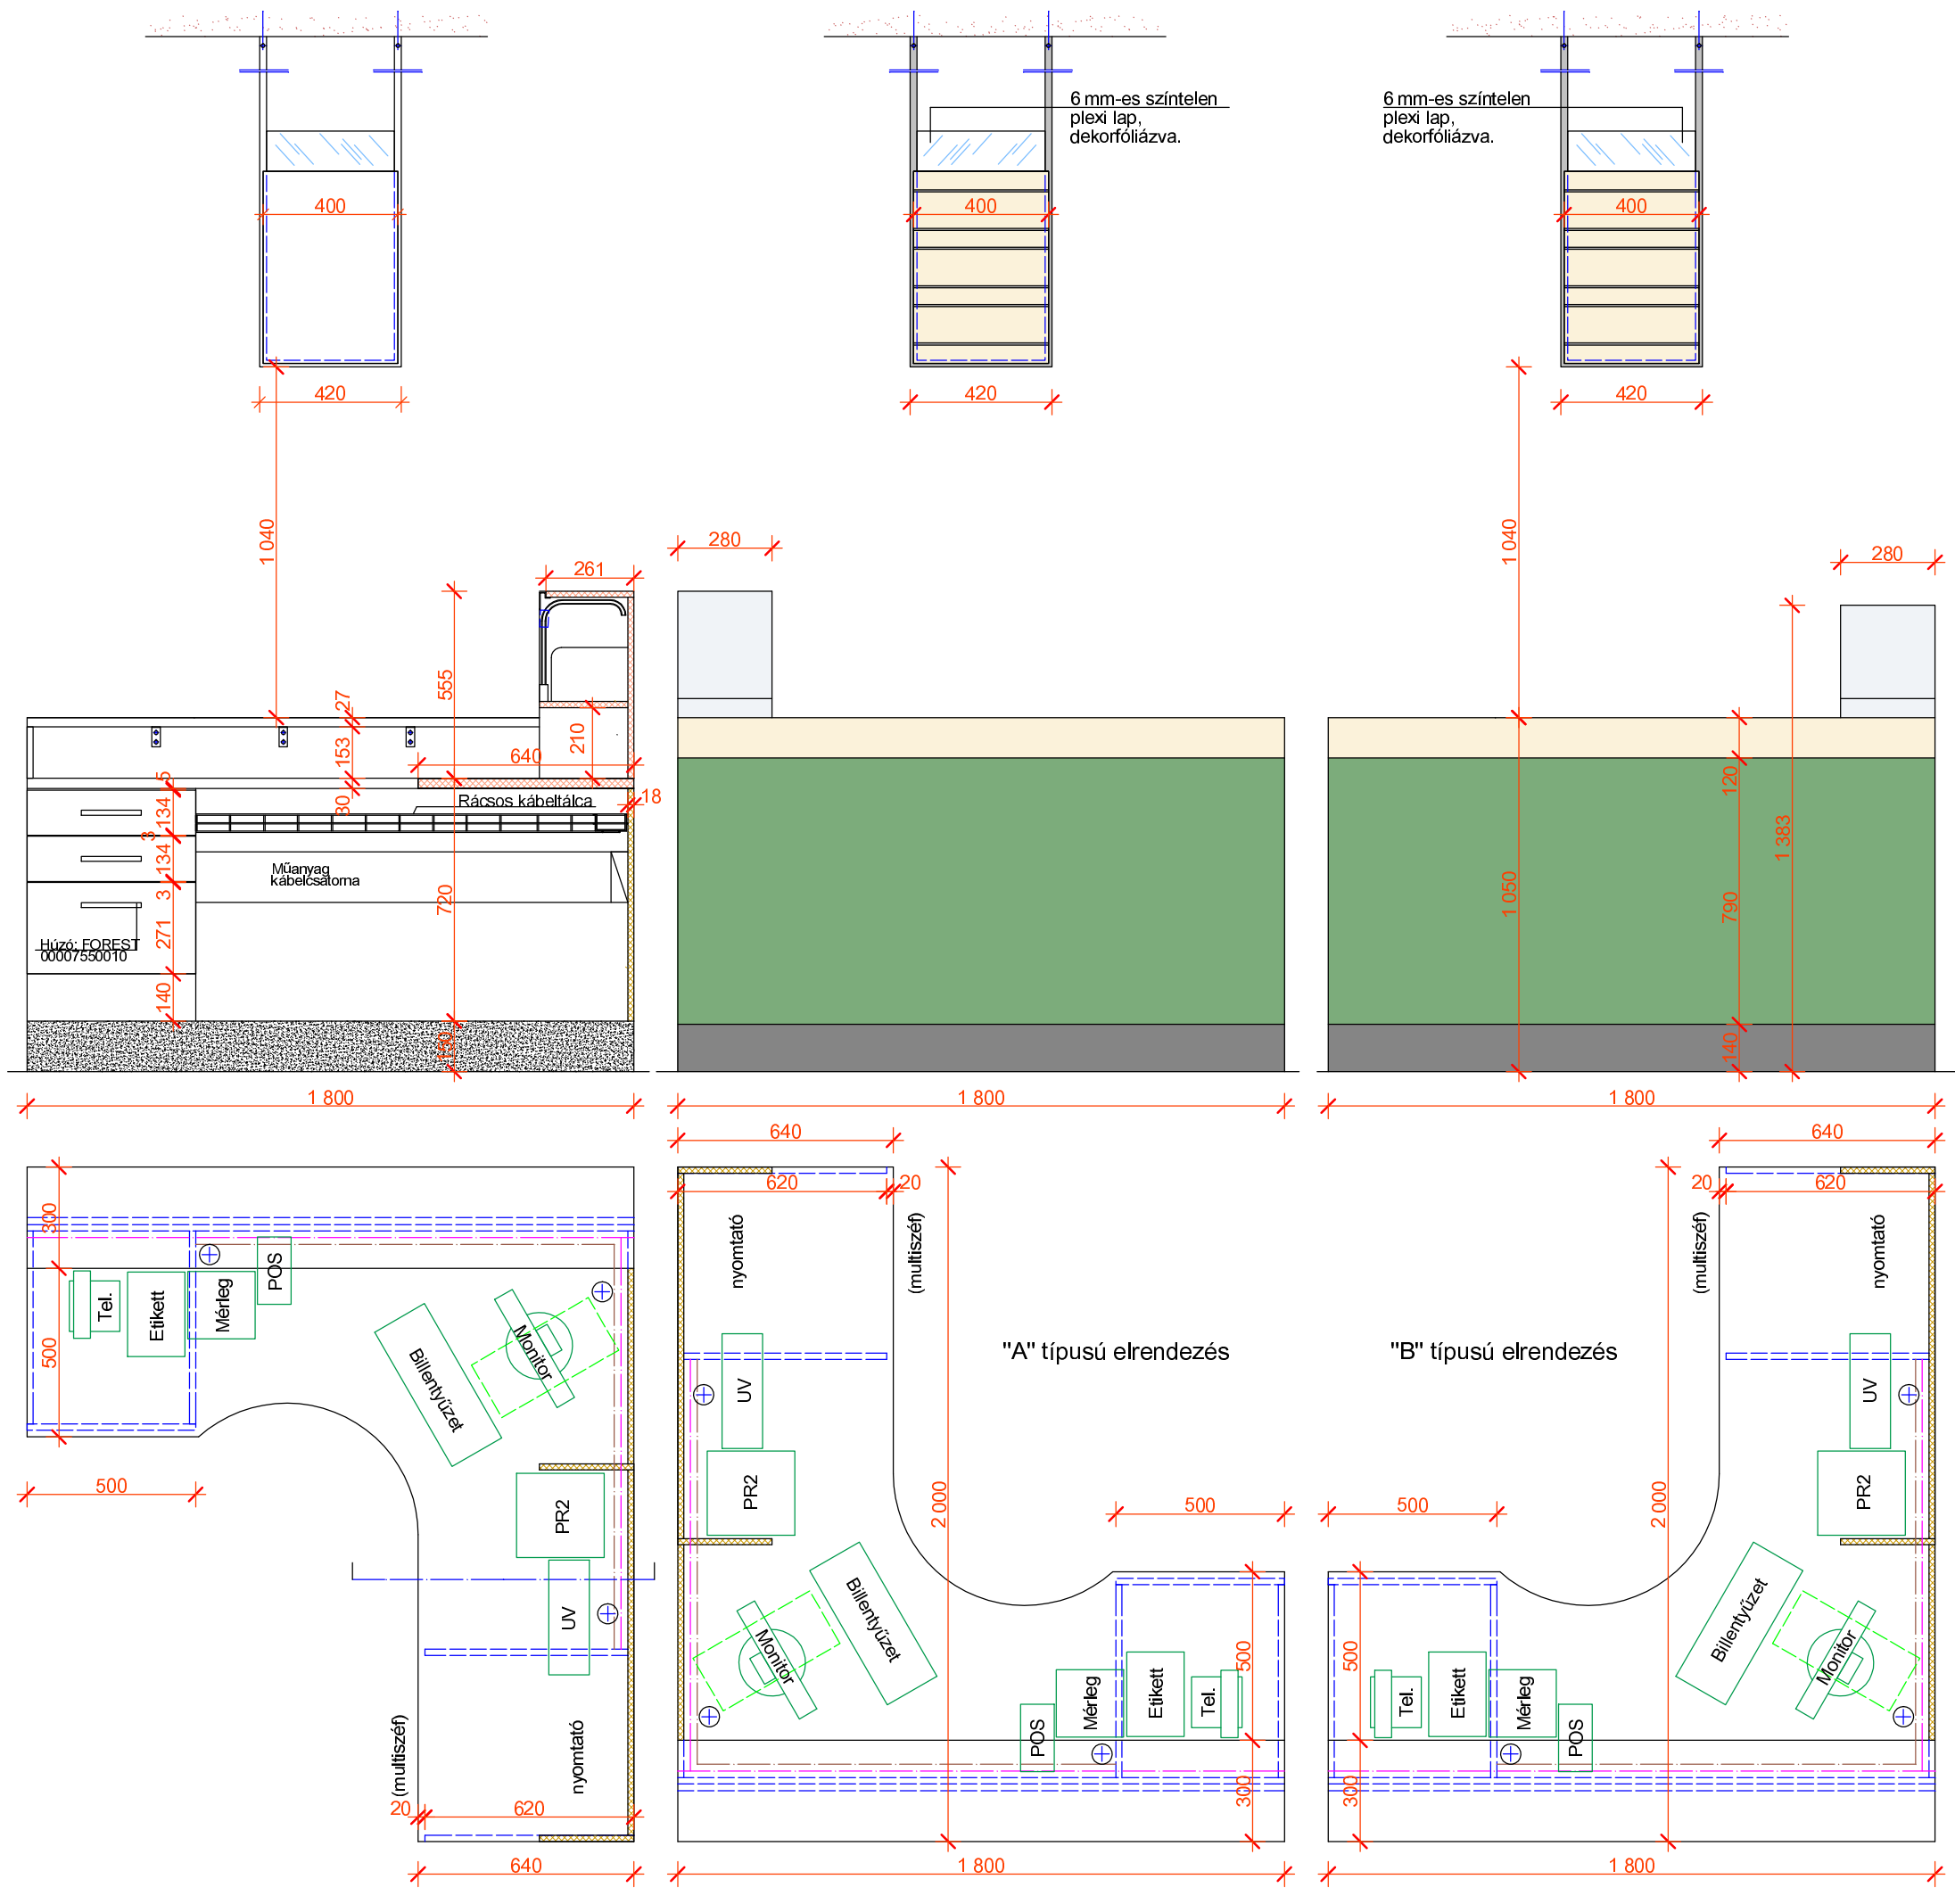 6 mm-es színtelen
plexi lap,
dekorfóliázva.
6 mm-es színtelen
plexi lap,
dekorfóliázva.
400
400
400
420
420
420
1 040
1 040
280
280
261
555
27
153
210
640
5
30
134
3
134
3
271
140
720
150
18
Rácsos kábeltálca
Műanyag
kábelcsatorna
Húzó: FOREST
00007550010
120
790
140
1 050
1 383
1 800
1 800
1 800
640
640
300
500
500
Tel.
Etikett
Mérleg
POS
Billentyűzet
Monitor
PR2
UV
(multiszéf)
nyomtató
20
620
640
620
20
nyomtató
(multiszéf)
UV
PR2
Billentyűzet
Monitor
2 000
"A" típusú elrendezés
500
500
300
POS
Mérleg
Etikett
Tel.
1 800
20
620
(multiszéf)
nyomtató
"B" típusú elrendezés
2 000
UV
PR2
500
500
300
Billentyűzet
Monitor
Tel.
Etikett
Mérleg
POS
1 800